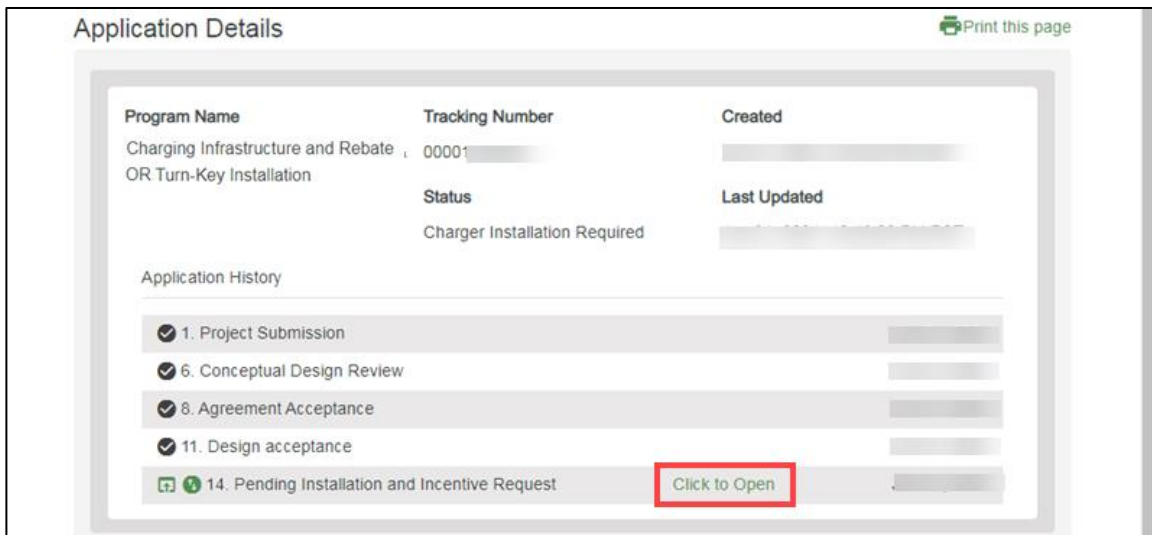 Application Details
Print this page
Program Name
Tracking Number
Created
Charging Infrastructure and Rebate
OR Turn-Key Installation
00001
Status
Last Updated
Charger Installation Required
Application History
1. Project Submission
6. Conceptual Design Review
8. Agreement Acceptance
11. Design acceptance
14. Pending Installation and Incentive Request
Click to Open